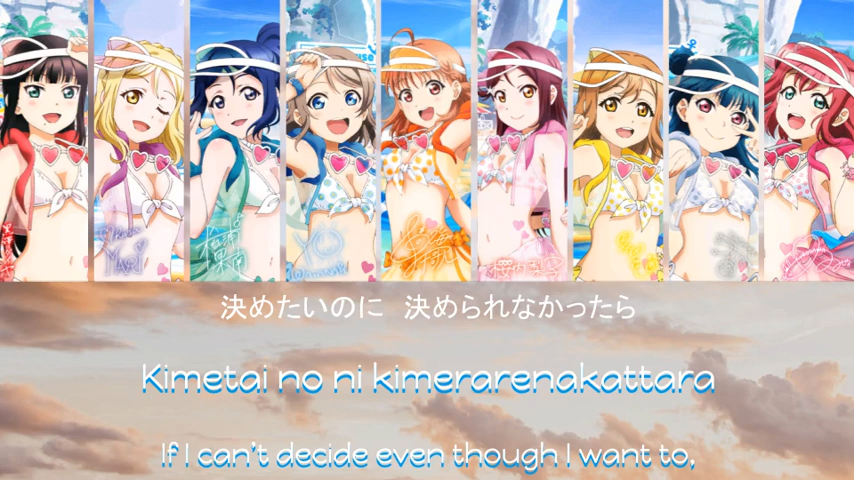 決めたいのに 決められなかったら
Kimetai no ni kimerarenakattara
If I can't decide even though I want to,